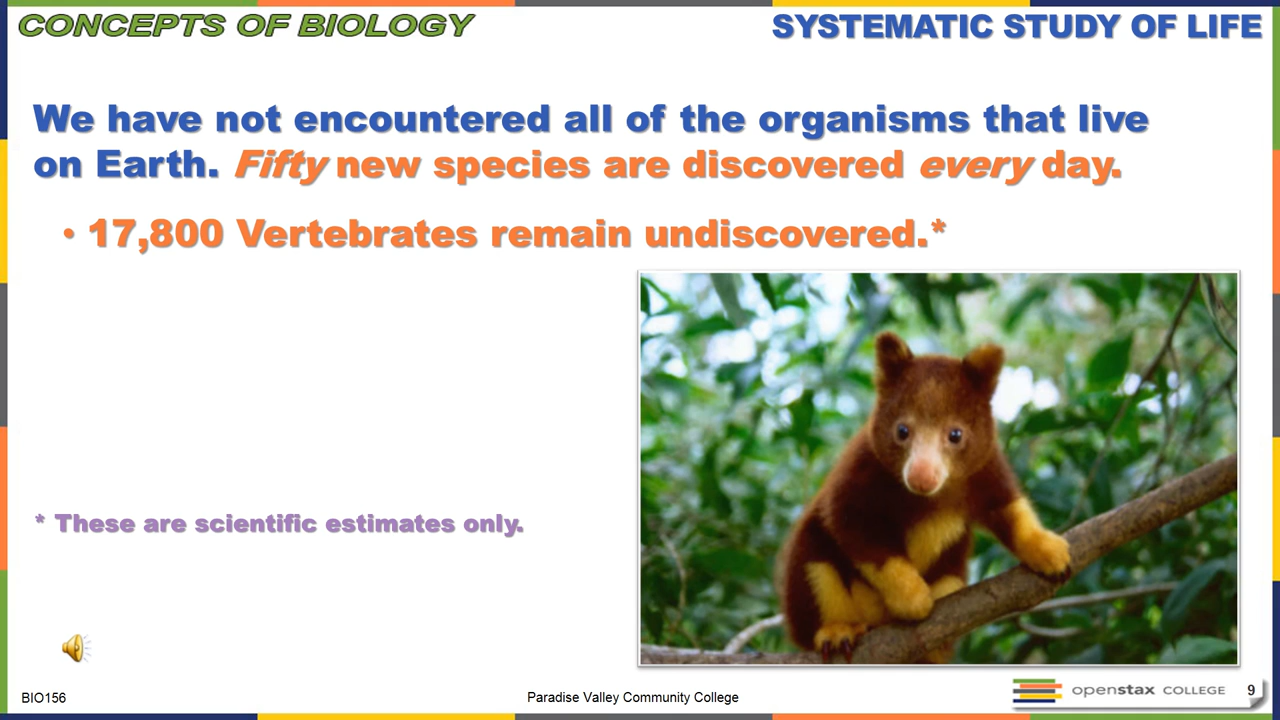 CONCEPTS OF BIOLOGY
SYSTEMATIC STUDY OF LIFE
We have not encountered all of the organisms that live
on Earth. Fifty new species are discovered every day.
• 17,800 Vertebrates remain undiscovered.*
* These are scientific estimates only.
BIO156
Paradise Valley Community College
openstax COLLEGE
9